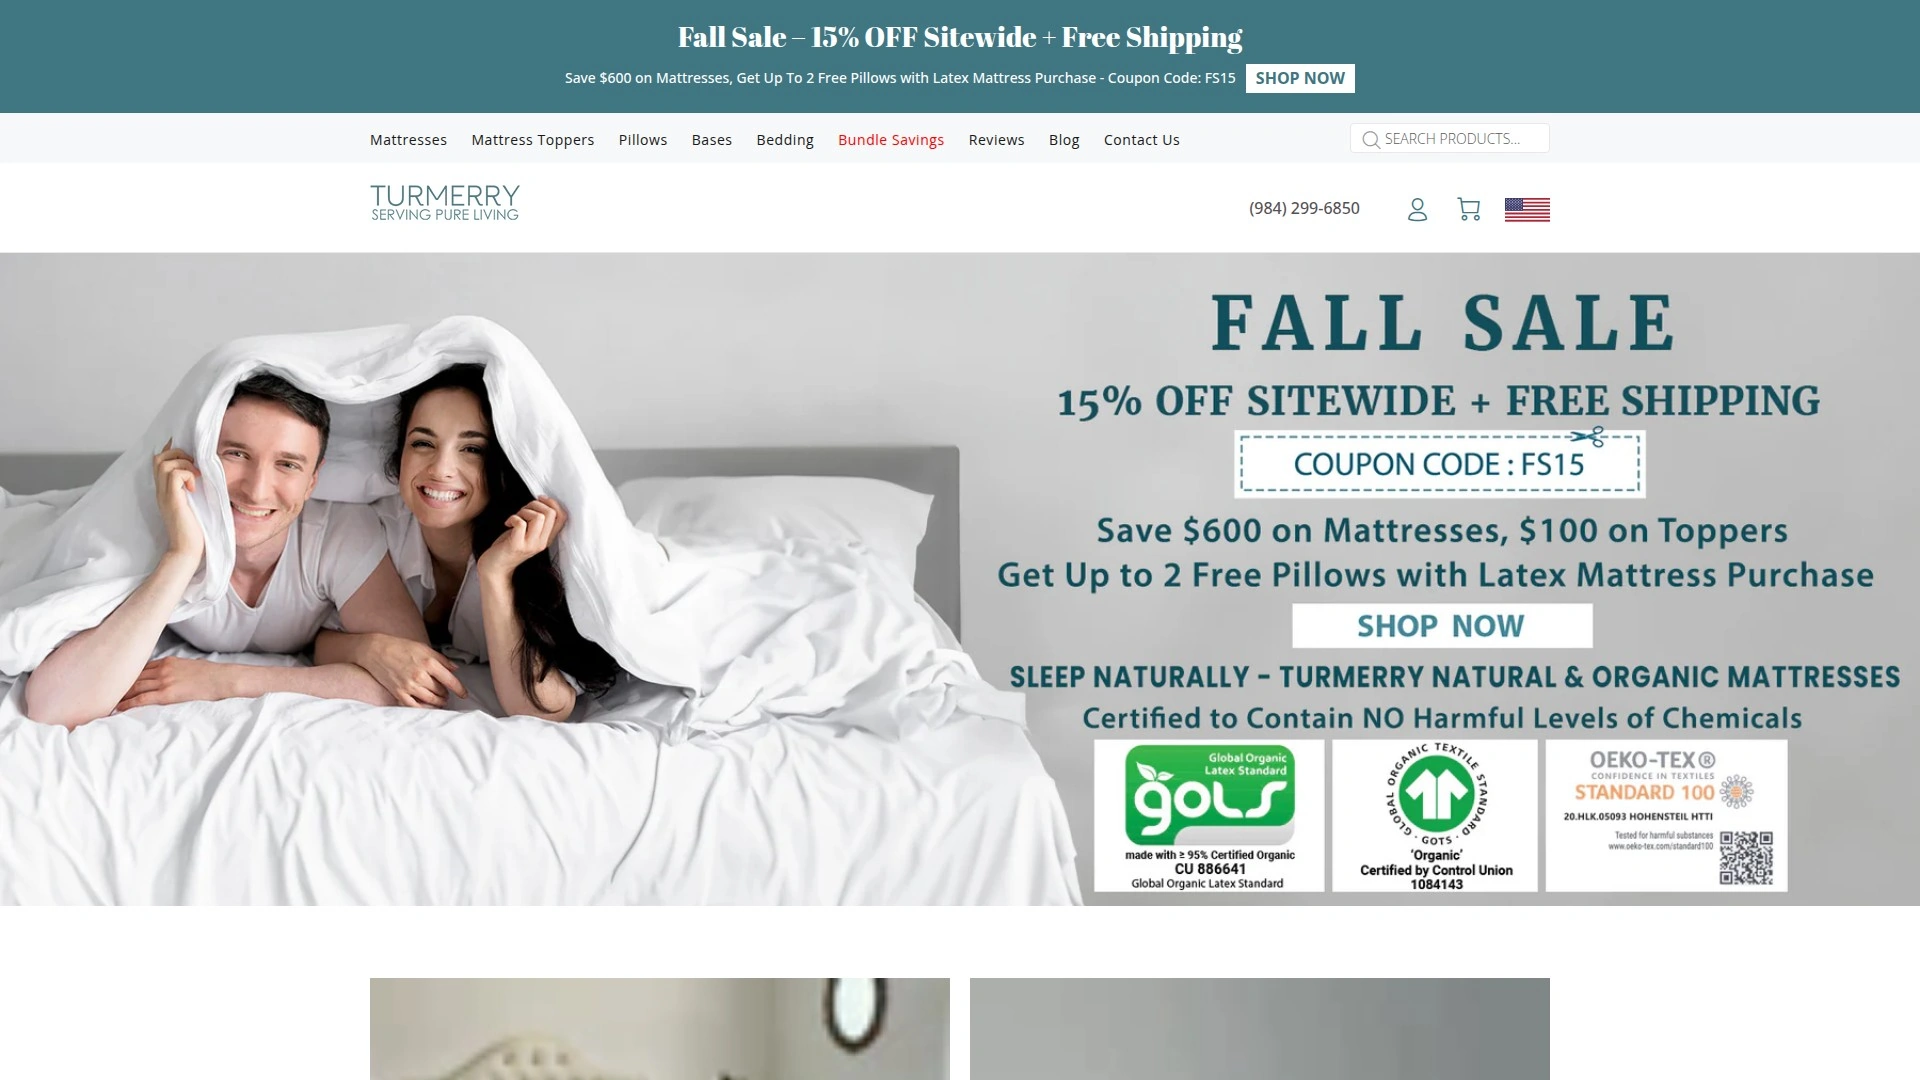 Fall Sale – 15% OFF Sitewide + Free Shipping
Save $600 on Mattresses, Get Up To 2 Free Pillows with Latex Mattress Purchase - Coupon Code: FS15 SHOP NOW
Mattresses Mattress Toppers Pillows Bases Bedding Bundle Savings Reviews Blog Contact Us SEARCH PRODUCTS...
TURMERRY
SERVING PURE LIVING
(984) 299-6850
FALL SALE
15% OFF SITEWIDE + FREE SHIPPING
COUPON CODE : FS15
Save $600 on Mattresses, $100 on Toppers
Get Up to 2 Free Pillows with Latex Mattress Purchase
SHOP NOW
SLEEP NATURALLY – TURMERRY NATURAL & ORGANIC MATTRESSES
Certified to Contain NO Harmful Levels of Chemicals
Global Organic
Latex Standard
gols
made with ≥ 95% Certified Organic
CU 886641
Global Organic Latex Standard
GLOBAL ORGANIC TEXTILE STANDARD · GOTS ·
'Organic'
Certified by Control Union
1084143
OEKO-TEX®
CONFIDENCE IN TEXTILES
STANDARD 100
20.HLK.05093 HOHENSTEIL HTTI
Tested for harmful substances
www.oeko-tex.com/standard100